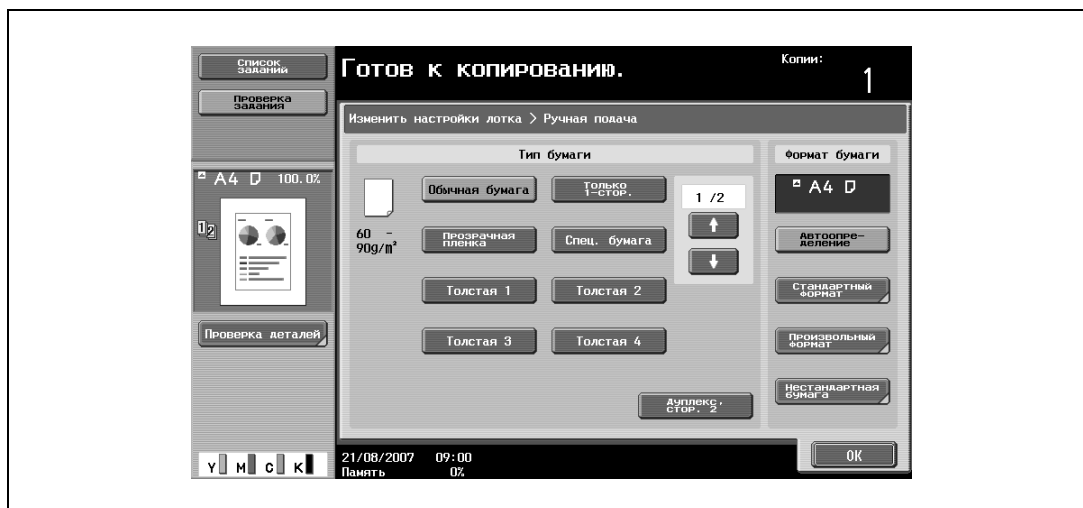 Список
заданий
Проверка
задания
Готов к копированию.
Копии:
1
Изменить настройки лотка > Ручная подача
Тип бумаги
Формат бумаги
A4 100.0%
12
60 -
90g/m²
Обычная бумага
Только
1-стор.
Прозрачная
пленка
Спец. бумага
Толстая 1
Толстая 2
Толстая 3
Толстая 4
1 /2
↑
↓
Дуплекс,
стор. 2
A4
Автоопре-
деление
Стандартный
формат
Произвольный
формат
Нестандартная
бумага
Проверка деталей
Y M C K
21/08/2007 09:00
Память 0%
OK